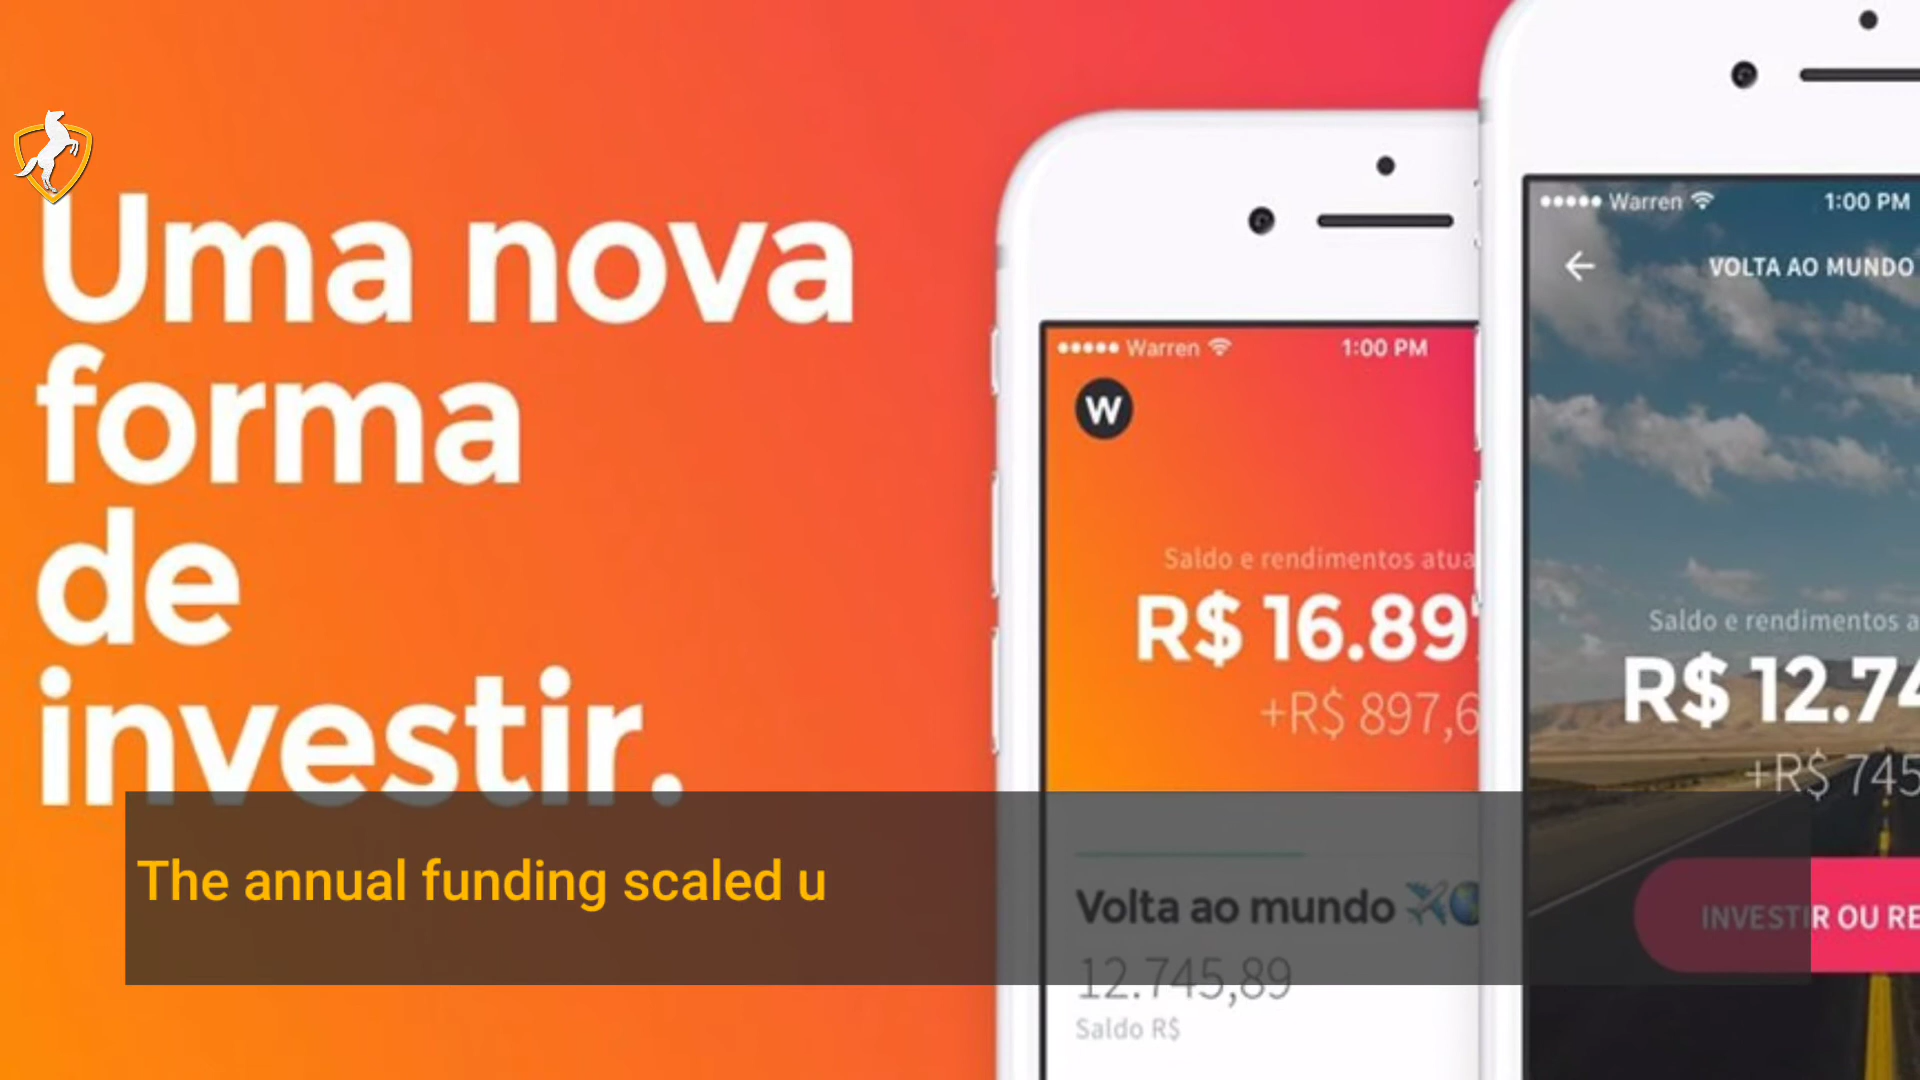 Uma nova
forma
de
investir.
Warren
1:00 PM
W
Saldo e rendimentos
R$ 16.89
+R$ 897,6
Volta ao mundo
12.745,89
Saldo R$
Warren
1:00 PM
VOLTA AO MUNDO
Saldo e rendimentos a
R$ 12.74
+R$ 745
INVESTIR OU RE
The annual funding scaled u